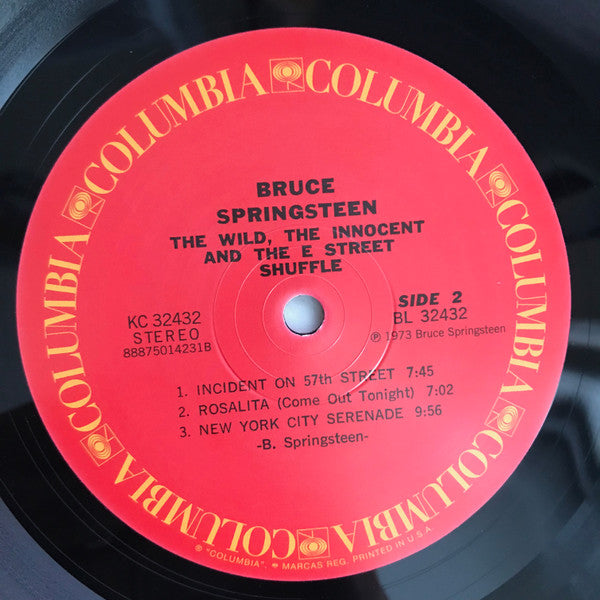 COLUMBIA COLUMBIA COLUMBIA COLUMBIA COLUMBIA COLUMBIA
BRUCE
SPRINGSTEEN
THE WILD, THE INNOCENT
AND THE E STREET
SHUFFLE
KC 32432
STEREO
88875014231B
SIDE 2
BL 32432
℗ 1973 Bruce Springsteen
1. INCIDENT ON 57th STREET 7:45
2. ROSALITA (Come Out Tonight) 7:02
3. NEW YORK CITY SERENADE 9:56
-B. Springsteen-
® "COLUMBIA", MARCAS REG. PRINTED IN U.S.A.